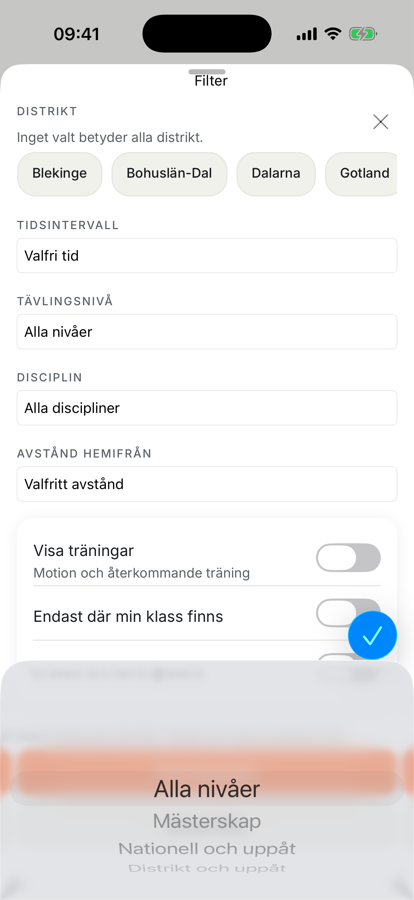 09:41
Filter
DISTRIKT
Inget valt betyder alla distrikt.
Blekinge
Bohuslän-Dal
Dalarna
Gotland
TIDSINTERVALL
Valfri tid
TÄVLINGSNIVÅ
Alla nivåer
DISCIPLIN
Alla discipliner
AVSTÅND HEMIFRÅN
Valfritt avstånd
Visa träningar
Motion och återkommande träning
Endast där min klass finns
Alla nivåer
Mästerskap
Nationell och uppåt
Distrikt och uppåt